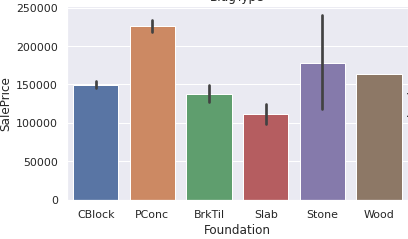 BldgType
250000
200000
150000
100000
50000
0
SalePrice
CBlock PConc BrkTil Slab Stone Wood
Foundation